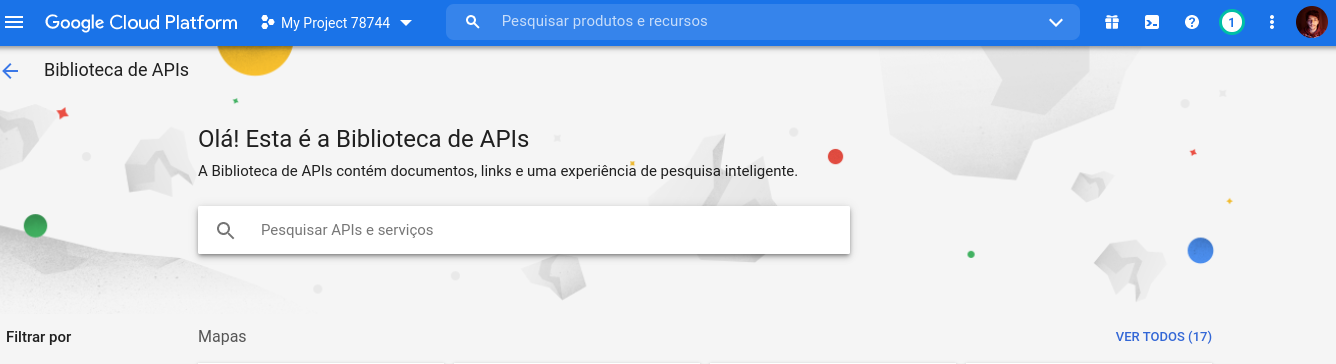 Google Cloud Platform My Project 78744 Pesquisar produtos e recursos 1
Biblioteca de APIs
Olá! Esta é a Biblioteca de APIs
A Biblioteca de APIs contém documentos, links e uma experiência de pesquisa inteligente.
Pesquisar APIs e serviços
Filtrar por Mapas VER TODOS (17)